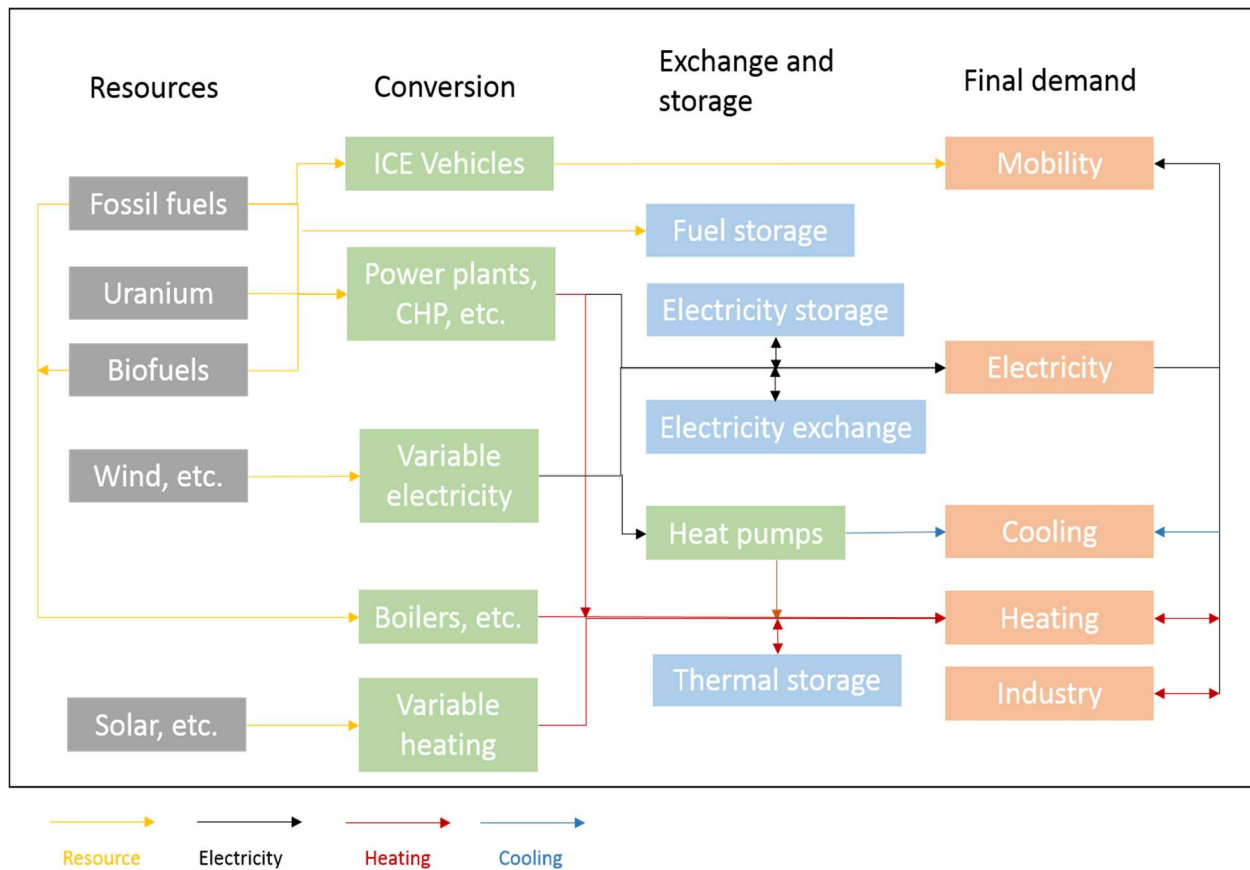 Resources
Conversion
Exchange and
storage
Final demand
ICE Vehicles
Mobility
Fossil fuels
Fuel storage
Uranium
Power plants,
CHP, etc.
Electricity storage
Biofuels
Electricity
Electricity exchange
Wind, etc.
Variable
electricity
Heat pumps
Cooling
Boilers, etc.
Heating
Thermal storage
Industry
Solar, etc.
Variable
heating
Resource
Electricity
Heating
Cooling